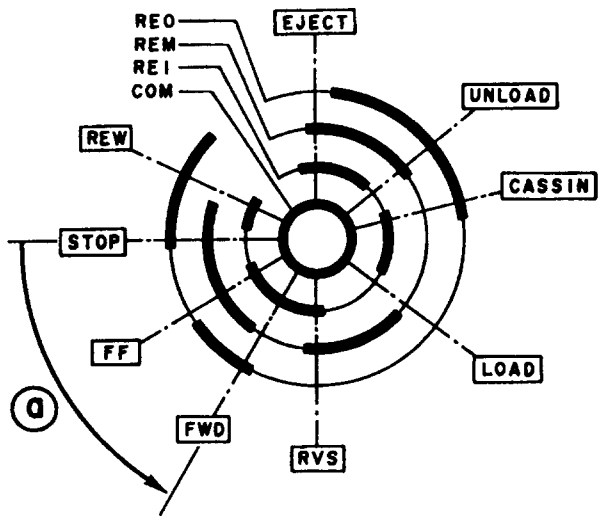 REO
REM
REI
COM
EJECT
UNLOAD
REW
CASSIN
STOP
FF
LOAD
a
FWD
RVS